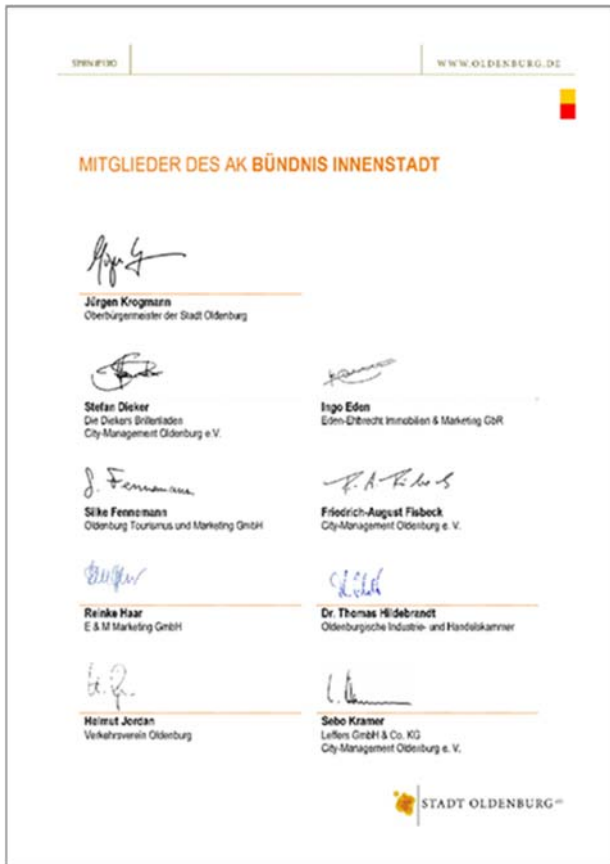 WWW.OLDENBURG.DE
MITGLIEDER DES AK BÜNDNIS INNENSTADT
Jürgen Krogmann
Oberbürgermeister der Stadt Oldenburg
Stefan Dieker
Die Diekers Brillenladen
City-Management Oldenburg e.V.
Ingo Eden
Eden-Ehbrecht Immobilien & Marketing GbR
S. Fennemann
Silke Fennemann
Oldenburg Tourismus und Marketing GmbH
Friedrich-August Fisbeck
City-Management Oldenburg e. V.
Reinke Haar
E & M Marketing GmbH
Dr. Thomas Hildebrandt
Oldenburgische Industrie- und Handelskammer
Helmut Jordan
Verkehrsverein Oldenburg
Sebo Kramer
Leffers GmbH & Co. KG
City-Management Oldenburg e. V.
STADT OLDENBURG